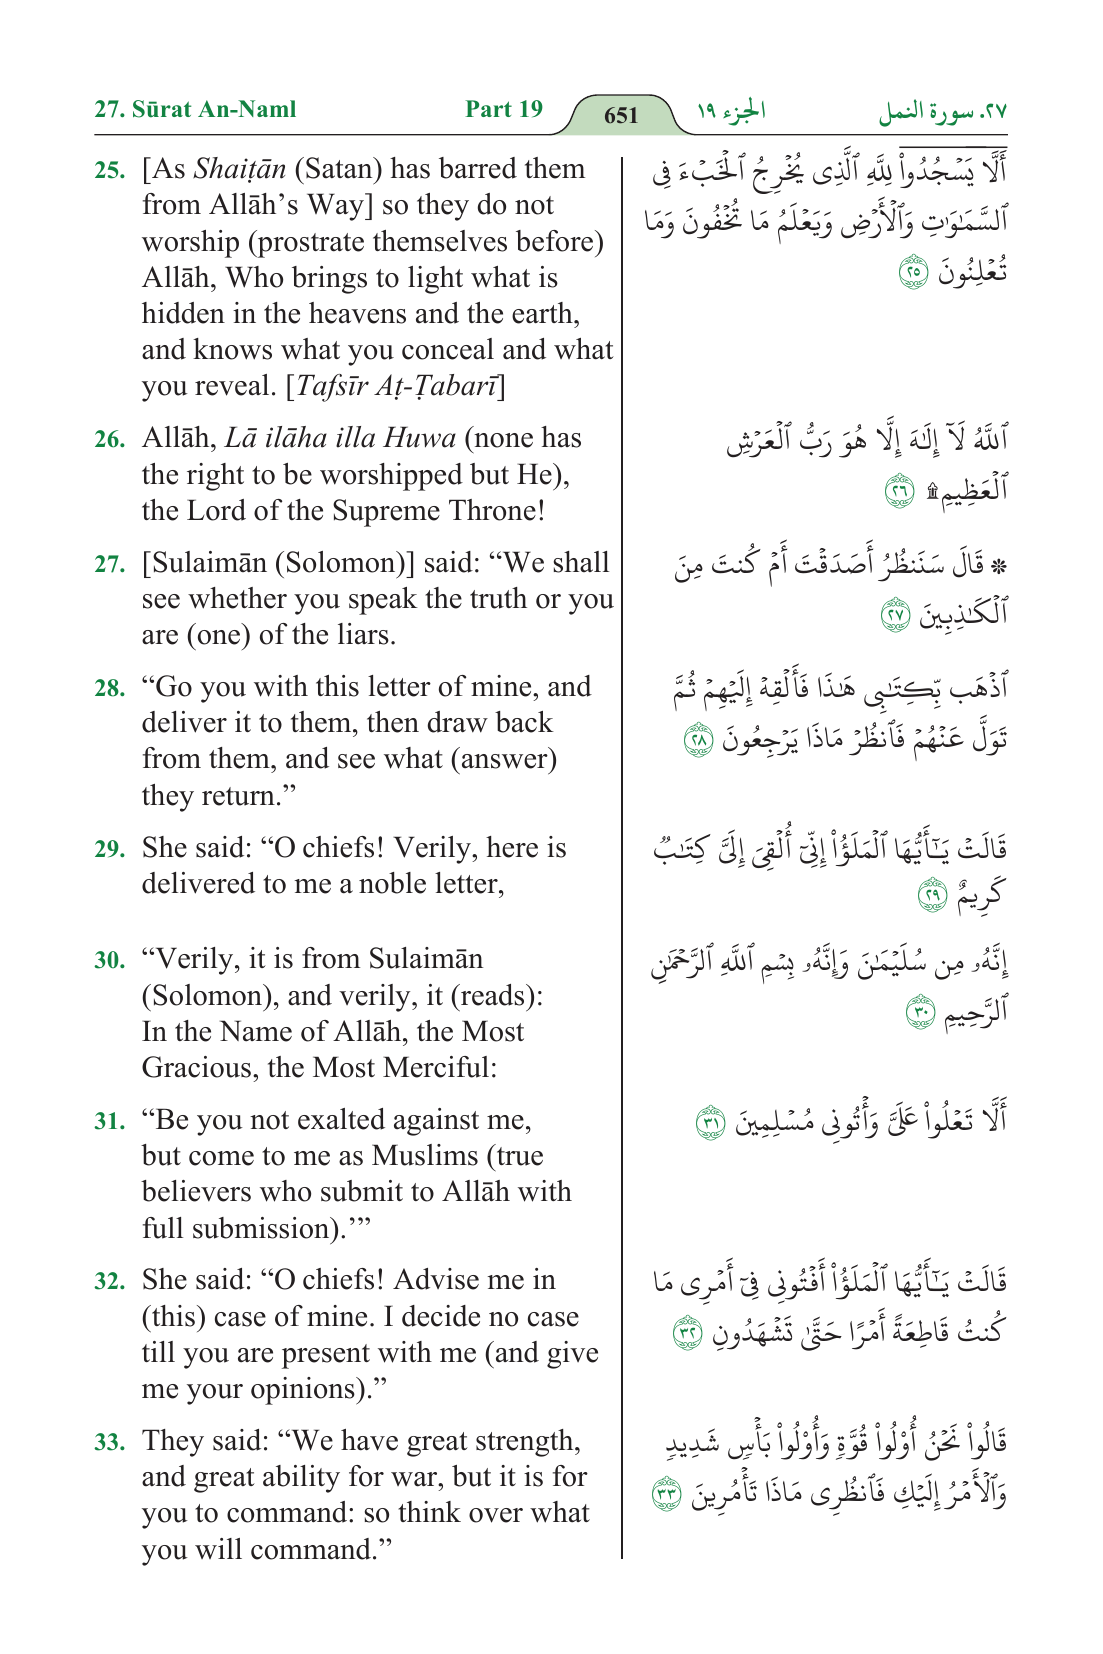 27. Sūrat An-Naml Part 19 651 الجزء ١٩ ٢٧. سورة النمل
25. [As Shaiṭān (Satan) has barred them
from Allāh’s Way] so they do not
worship (prostrate themselves before)
Allāh, Who brings to light what is
hidden in the heavens and the earth,
and knows what you conceal and what
you reveal. [Tafsīr Aṭ-Ṭabarī]
أَلَّا يَسۡجُدُواْۤ لِلَّهِ ٱلَّذِى يُخۡرِجُ ٱلۡخَبۡءَ فِى
ٱلسَّمَـٰوَٰتِ وَٱلۡأَرۡضِ وَيَعۡلَمُ مَا تُخۡفُونَ وَمَا
تُعۡلِنُونَ ٢٥
26. Allāh, Lā ilāha illa Huwa (none has
the right to be worshipped but He),
the Lord of the Supreme Throne!
ٱللَّهُ لَآ إِلَـٰهَ إِلَّا هُوَ رَبُّ ٱلۡعَرۡشِ
ٱلۡعَظِيمِ۩ ٢٦
27. [Sulaimān (Solomon)] said: “We shall
see whether you speak the truth or you
are (one) of the liars.
۞ قَالَ سَنَنظُرُ أَصَدَقۡتَ أَمۡ كُنتَ مِنَ
ٱلۡكَـٰذِبِينَ ٢٧
28. “Go you with this letter of mine, and
deliver it to them, then draw back
from them, and see what (answer)
they return.”
ٱذۡهَب بِّكِتَـٰبِى هَـٰذَا فَأَلۡقِهۡ إِلَيۡهِمۡ ثُمَّ
تَوَلَّ عَنۡهُمۡ فَٱنظُرۡ مَاذَا يَرۡجِعُونَ ٢٨
29. She said: “O chiefs! Verily, here is
delivered to me a noble letter,
قَالَتۡ يَـٰٓأَيُّهَا ٱلۡمَلَؤُاْ إِنِّىٓ أُلۡقِىَ إِلَىَّ كِتَـٰبٌ
كَرِيمٌ ٢٩
30. “Verily, it is from Sulaimān
(Solomon), and verily, it (reads):
In the Name of Allāh, the Most
Gracious, the Most Merciful:
إِنَّهُۥ مِن سُلَيۡمَـٰنَ وَإِنَّهُۥ بِسۡمِ ٱللَّهِ ٱلرَّحۡمَـٰنِ
ٱلرَّحِيمِ ٣٠
31. “Be you not exalted against me,
but come to me as Muslims (true
believers who submit to Allāh with
full submission).’”
أَلَّا تَعۡلُواْ عَلَىَّ وَأۡتُونِى مُسۡلِمِينَ ٣١
32. She said: “O chiefs! Advise me in
(this) case of mine. I decide no case
till you are present with me (and give
me your opinions).”
قَالَتۡ يَـٰٓأَيُّهَا ٱلۡمَلَؤُاْ أَفۡتُونِى فِىٓ أَمۡرِى مَا
كُنتُ قَاطِعَةً أَمۡرًا حَتَّىٰ تَشۡهَدُونِ ٣٢
33. They said: “We have great strength,
and great ability for war, but it is for
you to command: so think over what
you will command.”
قَالُواْ نَحۡنُ أُوْلُواْ قُوَّةٍ وَأُوْلُواْ بَأۡسٍ شَدِيدٍ
وَٱلۡأَمۡرُ إِلَيۡكِ فَٱنظُرِى مَاذَا تَأۡمُرِينَ ٣٣